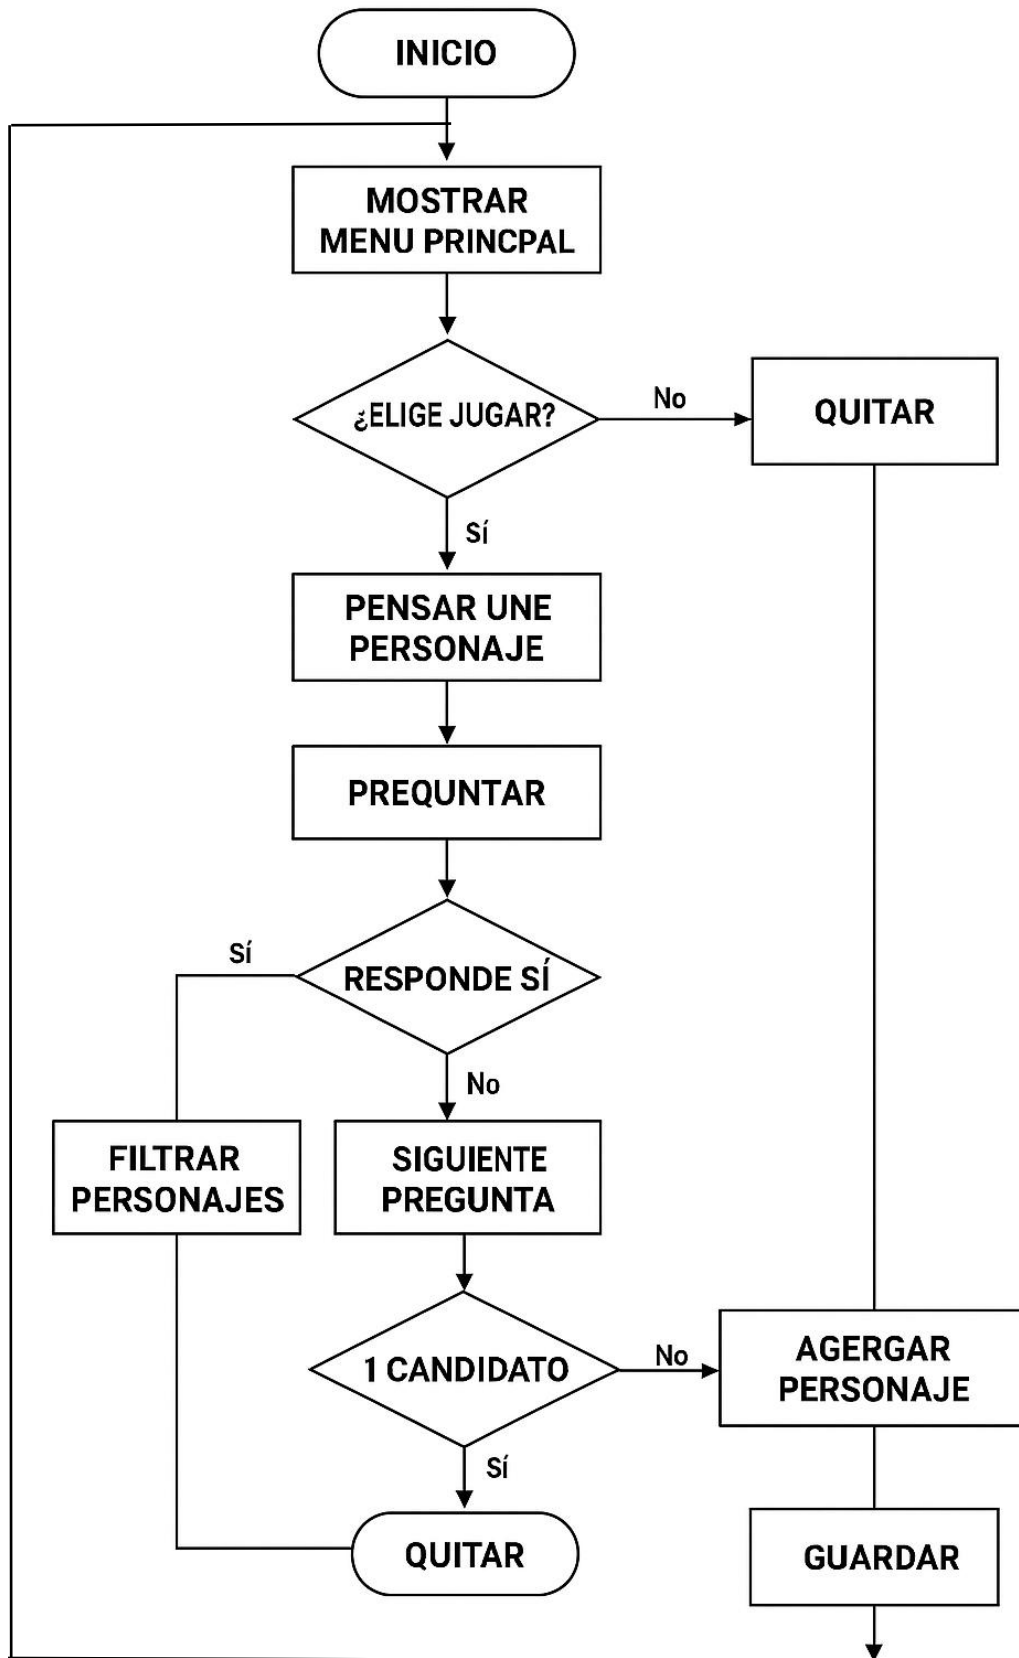 INICIO
MOSTRAR
MENU PRINCPAL
¿ELIGE JUGAR?
No
QUITAR
Sí
PENSAR UNE
PERSONAJE
PREQUNTAR
Sí
RESPONDE SÍ
No
FILTRAR
PERSONAJES
SIGUIENTE
PREGUNTA
1 CANDIDATO
No
AGERGAR
PERSONAJE
Sí
QUITAR
GUARDAR